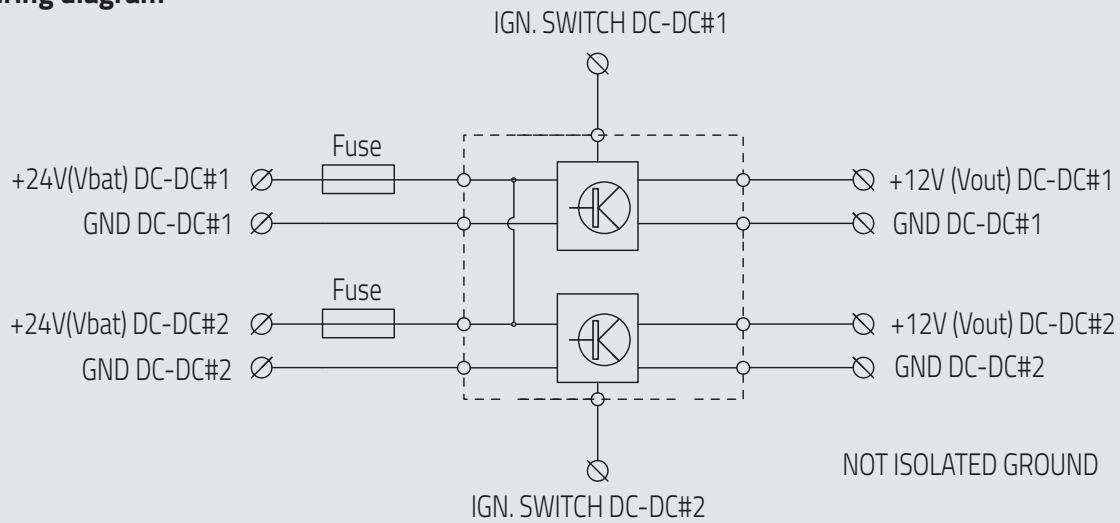 IGN. SWITCH DC-DC#1
Fuse
+24V(Vbat) DC-DC#1
+12V (Vout) DC-DC#1
GND DC-DC#1
GND DC-DC#1
Fuse
+24V(Vbat) DC-DC#2
+12V (Vout) DC-DC#2
GND DC-DC#2
GND DC-DC#2
NOT ISOLATED GROUND
IGN. SWITCH DC-DC#2